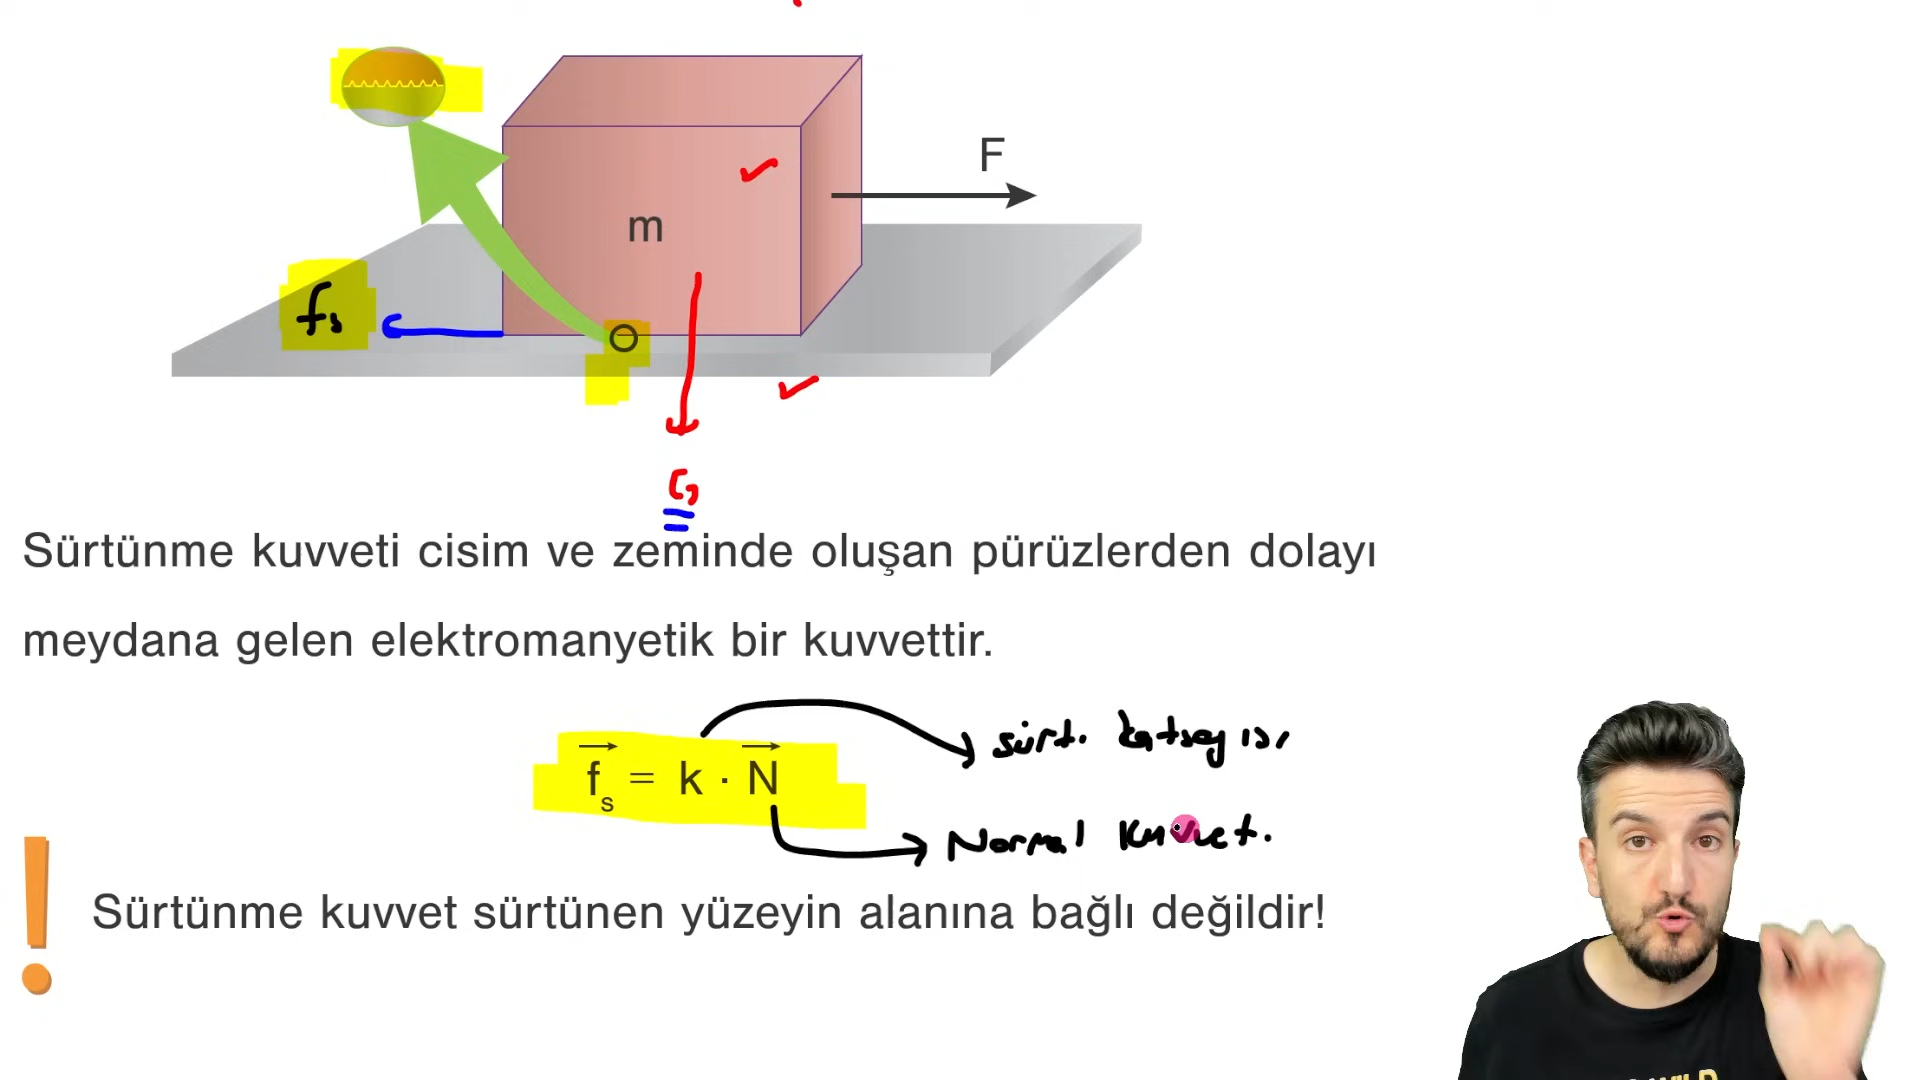 F
m
fs
G
Sürtünme kuvveti cisim ve zeminde oluşan pürüzlerden dolayı
meydana gelen elektromanyetik bir kuvvettir.
sürt. katsayısı
f⃗s = k · N⃗
Normal kuvvet.
Sürtünme kuvvet sürtünen yüzeyin alanına bağlı değildir!